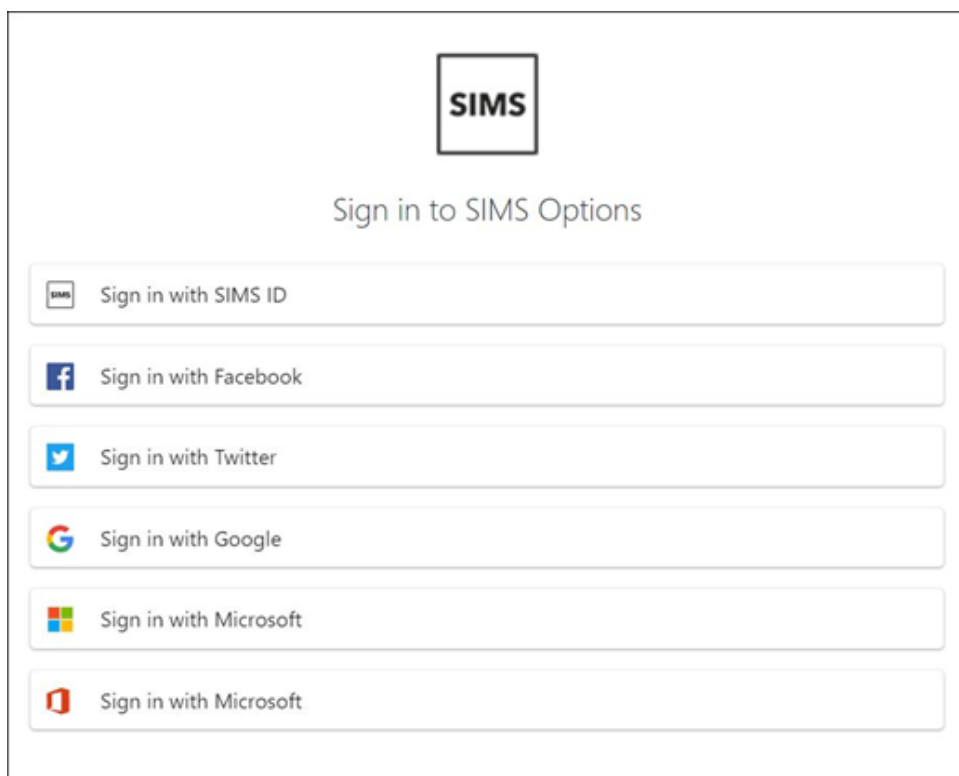 SIMS
Sign in to SIMS Options
SIMS
Sign in with SIMS ID
Sign in with Facebook
Sign in with Twitter
Sign in with Google
Sign in with Microsoft
Sign in with Microsoft